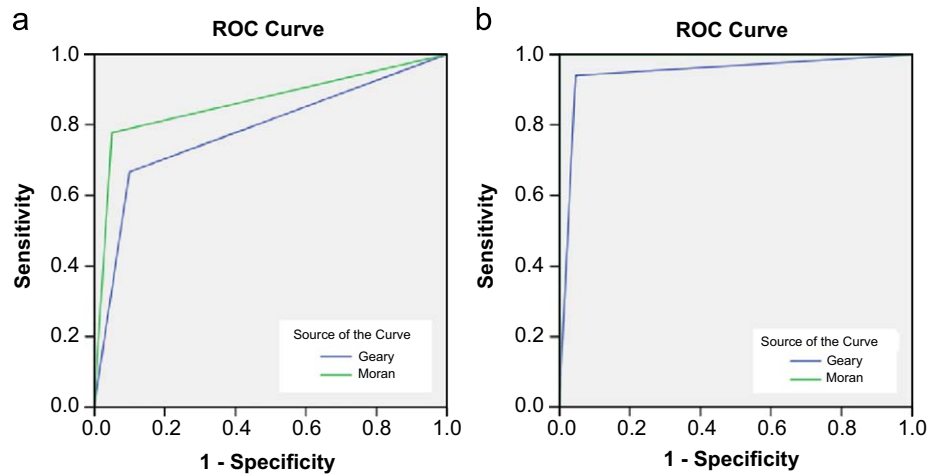 a
ROC Curve
1.0
0.8
0.6
0.4
0.2
0.0
Sensitivity
Source of the Curve
Geary
Moran
0.0 0.2 0.4 0.6 0.8 1.0
1 - Specificity
b
ROC Curve
1.0
0.8
0.6
0.4
0.2
0.0
Sensitivity
Source of the Curve
Geary
Moran
0.0 0.2 0.4 0.6 0.8 1.0
1 - Specificity